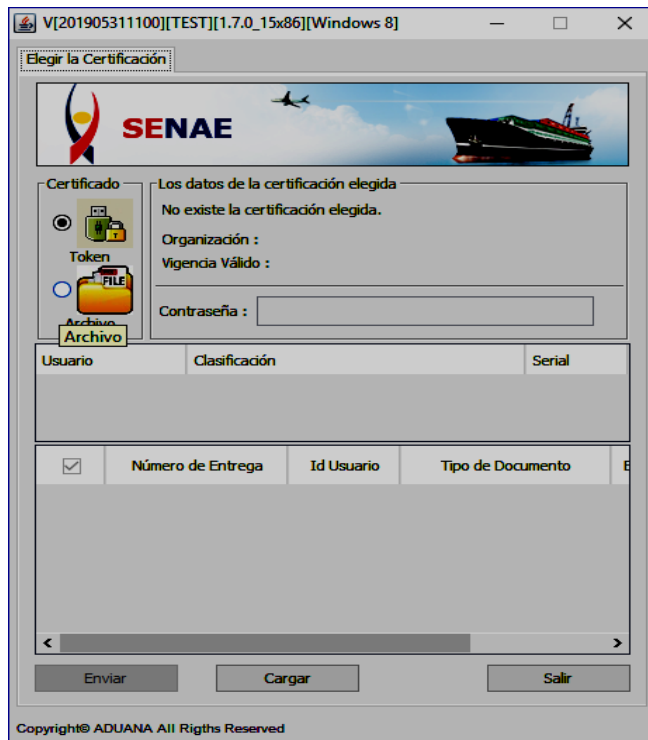 V[201905311100][TEST][1.7.0_15x86][Windows 8]
Elegir la Certificación
SENAE
Certificado
Los datos de la certificación elegida
No existe la certificación elegida.
Organización :
Token
Vigencia Válido :
FILE
Contraseña :
Archivo
Archivo
Usuario Clasificación Serial
Número de Entrega Id Usuario Tipo de Documento E
Enviar Cargar Salir
Copyright© ADUANA All Rigths Reserved